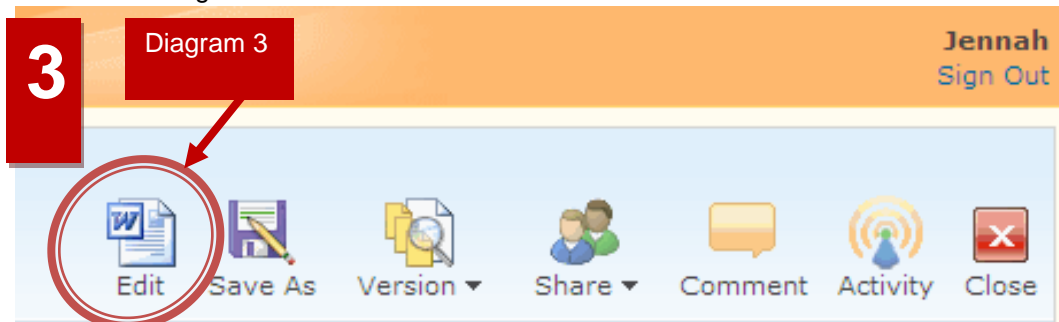 3
Diagram 3
Jennah
Sign Out
W
Edit Save As Version Share Comment Activity Close